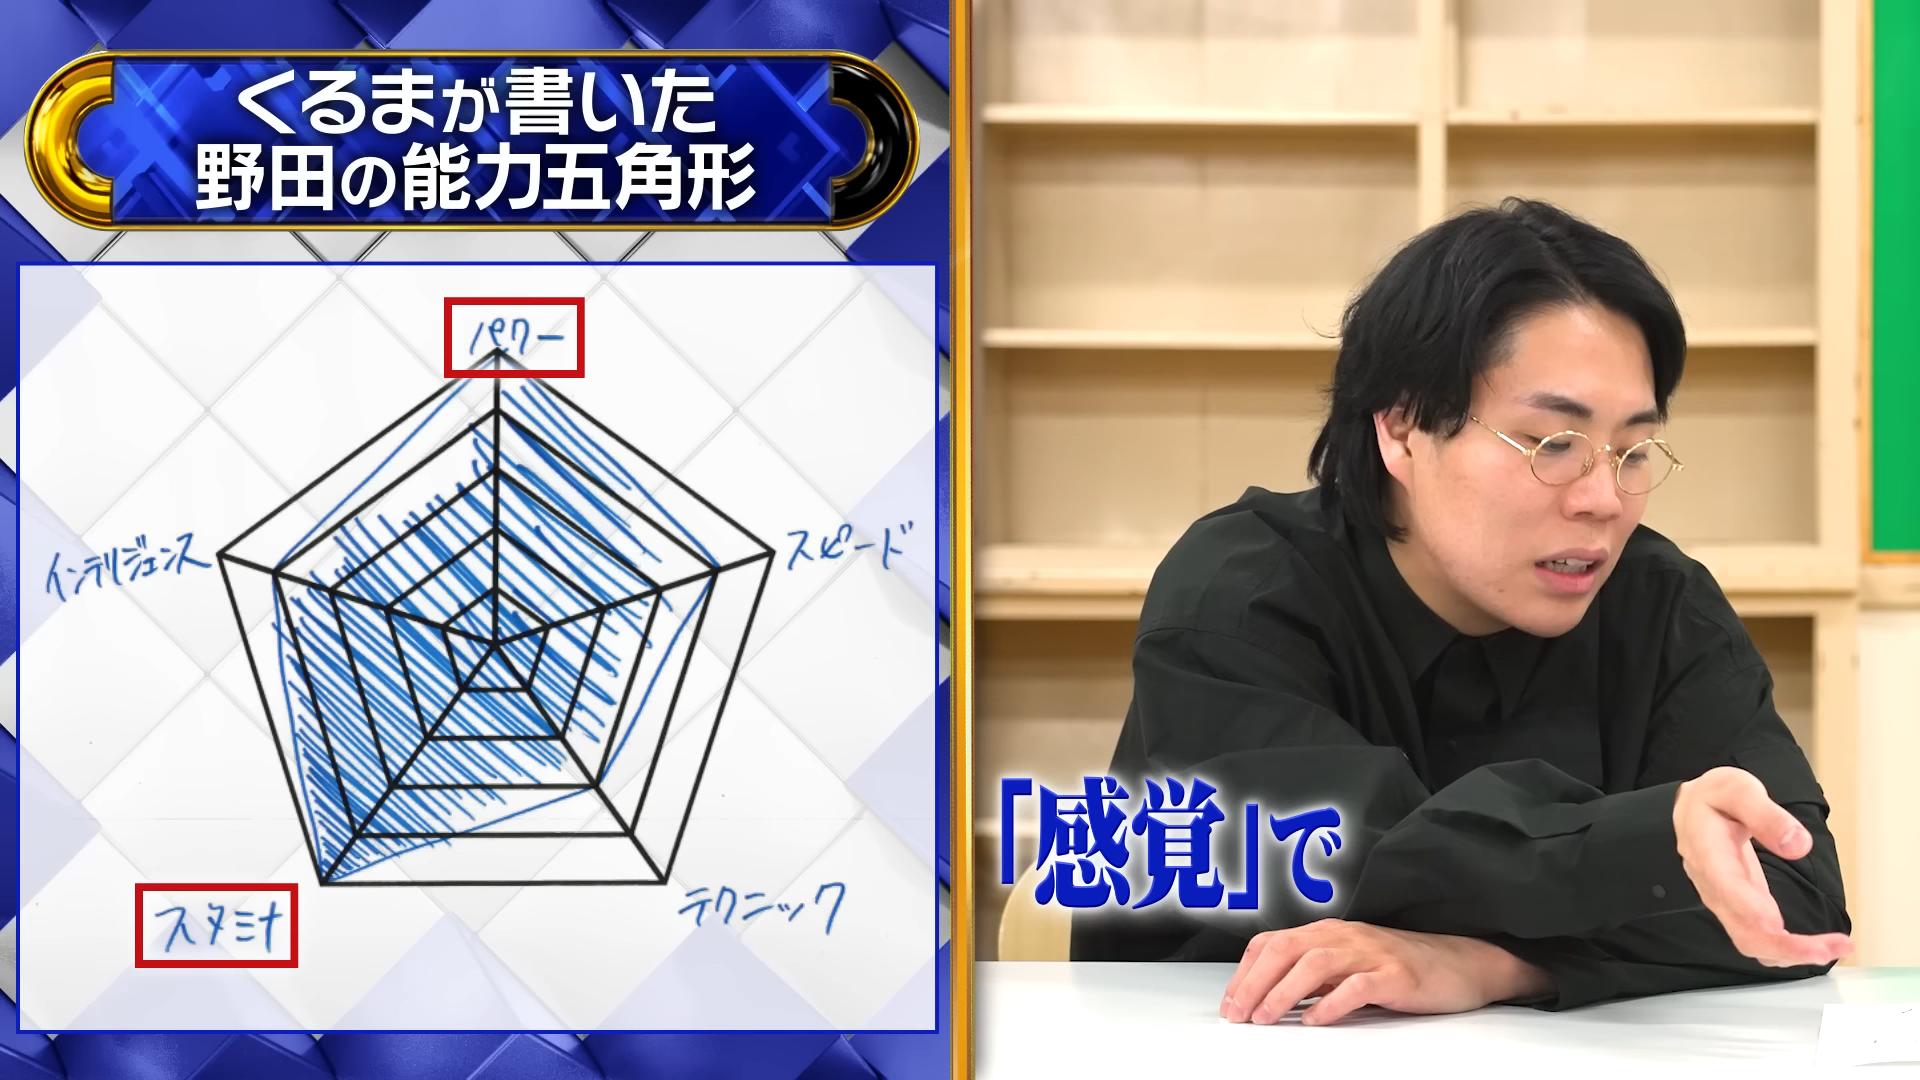 くるまが書いた
野田の能力五角形
パワー
インテリジェンス
スピード
スタミナ
テクニック
「感覚」で